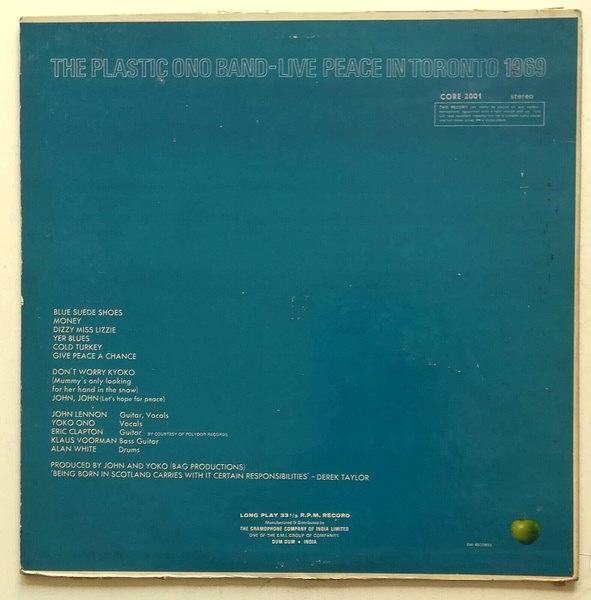 THE PLASTIC ONO BAND-LIVE PEACE IN TORONTO 1969
CORE 2001 stereo
BLUE SUEDE SHOES
MONEY
DIZZY MISS LIZZIE
YER BLUES
COLD TURKEY
GIVE PEACE A CHANCE
DON'T WORRY KYOKO
(Mummy's only looking
for her hand in the snow)
JOHN, JOHN (Let's hope for peace)
JOHN LENNON Guitar, Vocals
YOKO ONO Vocals
ERIC CLAPTON Guitar BY COURTESY OF POLYDOR RECORDS
KLAUS VOORMAN Bass Guitar
ALAN WHITE Drums
PRODUCED BY JOHN AND YOKO (BAG PRODUCTIONS)
'BEING BORN IN SCOTLAND CARRIES WITH IT CERTAIN RESPONSIBILITIES' – DEREK TAYLOR
LONG PLAY 33 1/3 R.P.M. RECORD
Manufactured & Distributed by
THE GRAMOPHONE COMPANY OF INDIA LIMITED
ONE OF THE E.M.I. GROUP OF COMPANIES
DUM DUM • INDIA
EMI RECORDS